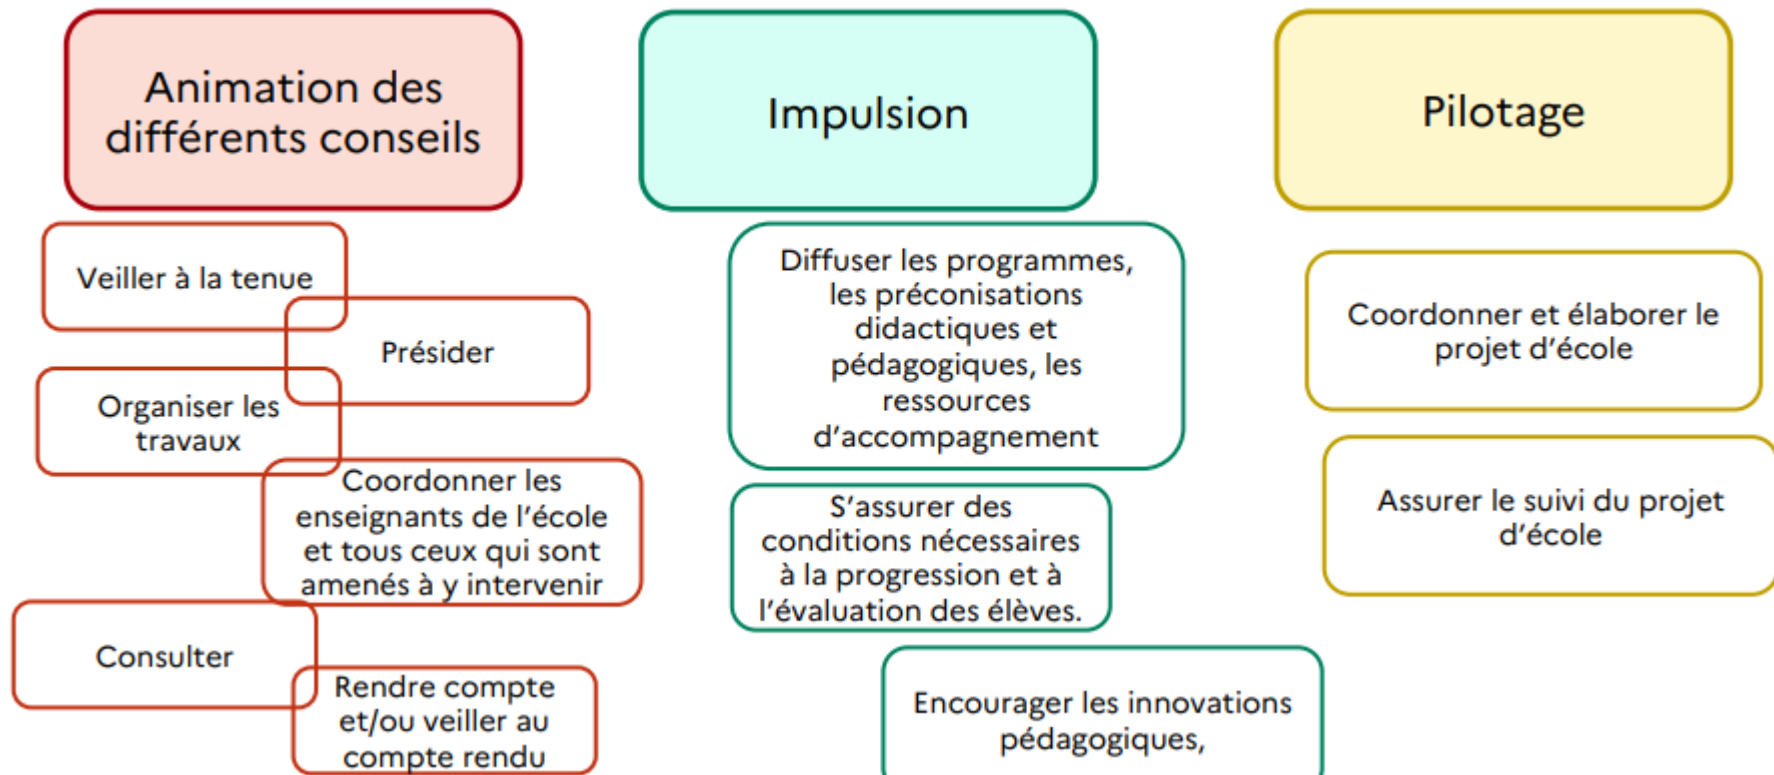 Animation des
différents conseils
Veiller à la tenue
Présider
Organiser les
travaux
Coordonner les
enseignants de l'école
et tous ceux qui sont
amenés à y intervenir
Consulter
Rendre compte
et/ou veiller au
compte rendu
Impulsion
Diffuser les programmes,
les préconisations
didactiques et
pédagogiques, les
ressources
d'accompagnement
S'assurer des
conditions nécessaires
à la progression et à
l'évaluation des élèves.
Encourager les innovations
pédagogiques,
Pilotage
Coordonner et élaborer le
projet d'école
Assurer le suivi du projet
d'école